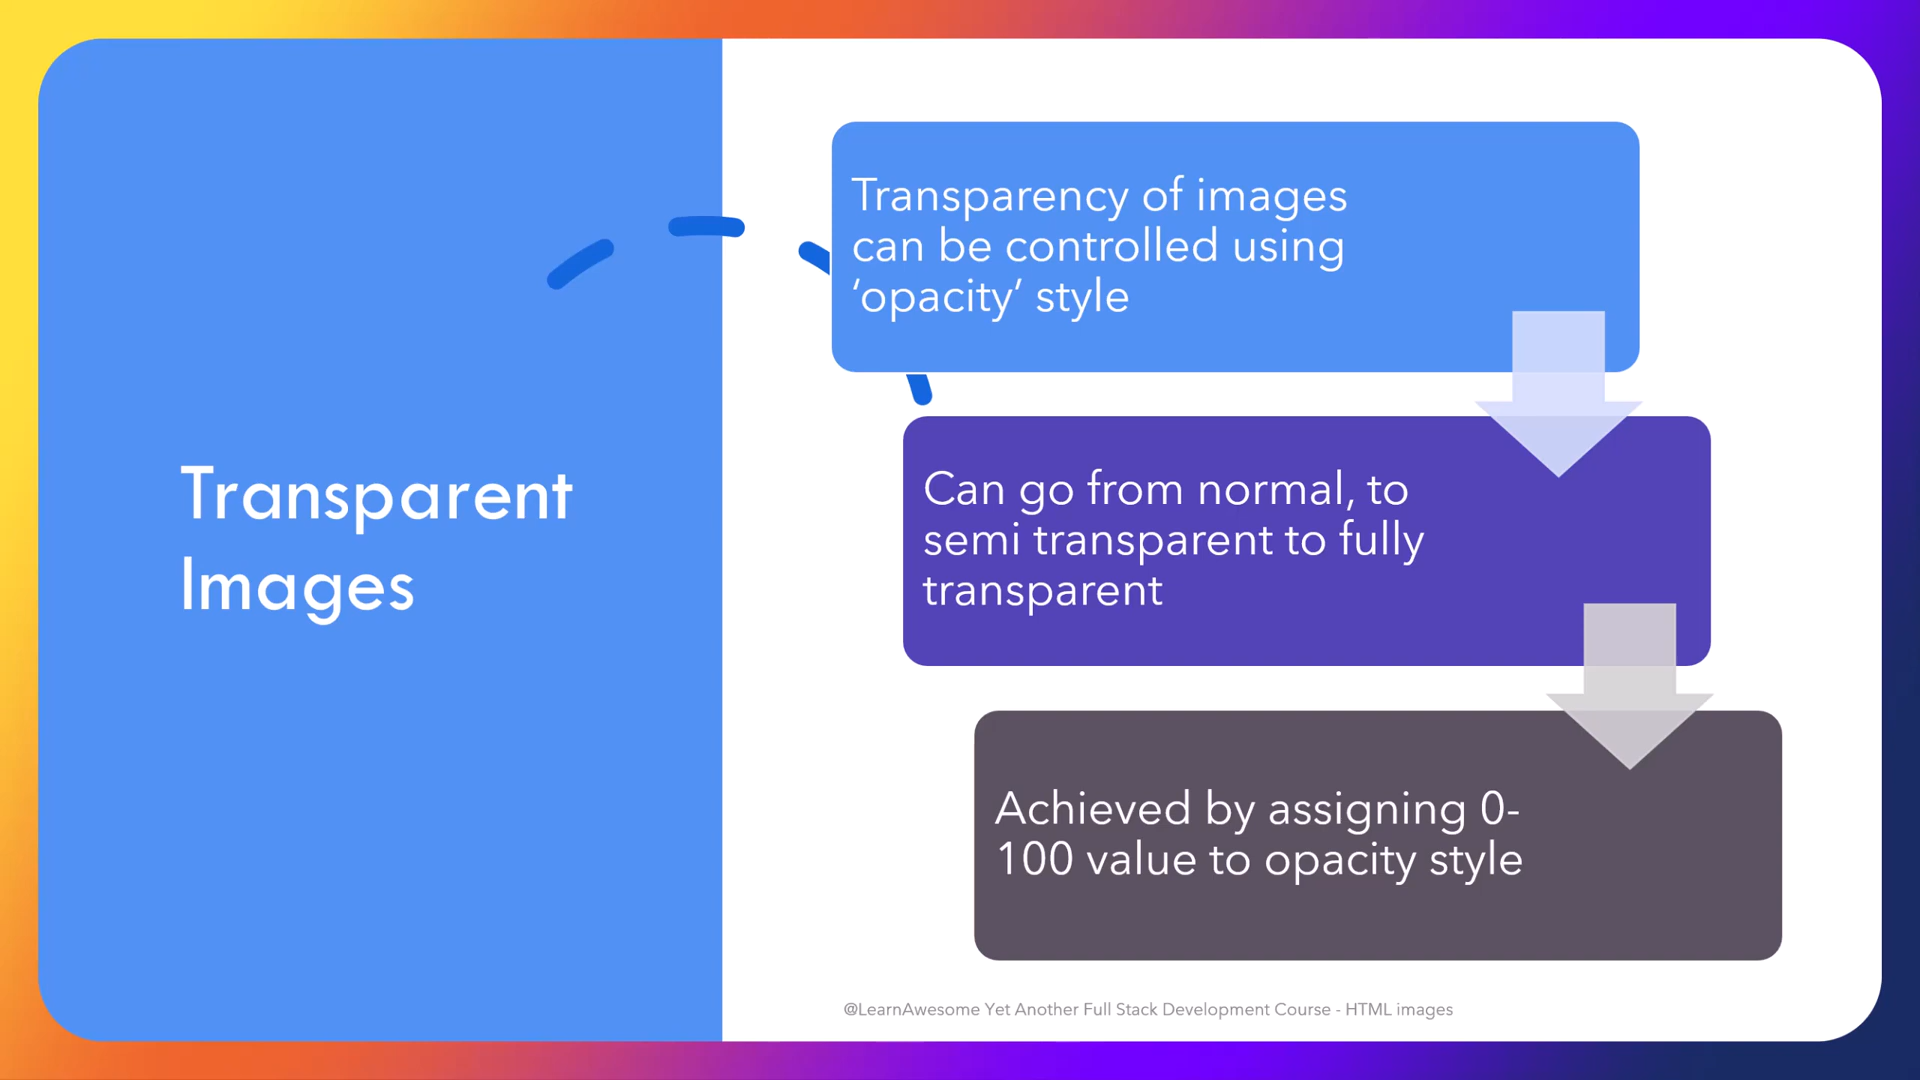 Transparent
Images
Transparency of images
can be controlled using
‘opacity’ style
Can go from normal, to
semi transparent to fully
transparent
Achieved by assigning 0-
100 value to opacity style
@LearnAwesome Yet Another Full Stack Development Course - HTML images